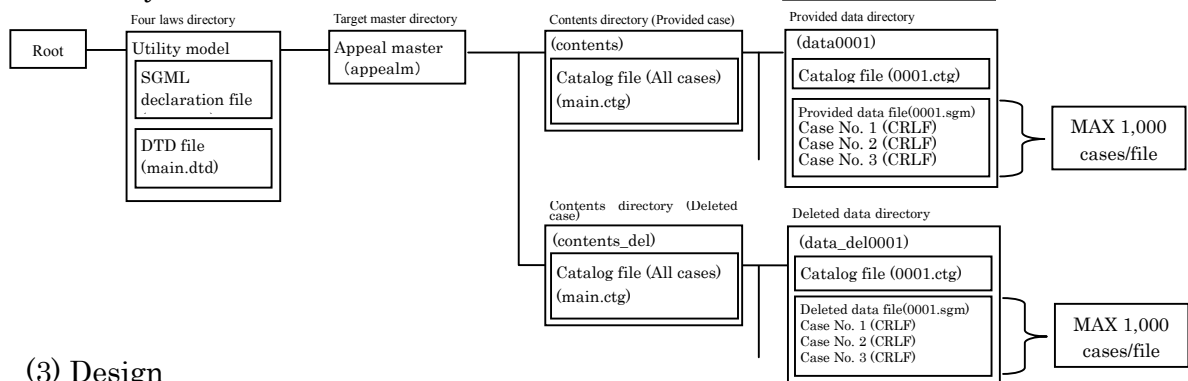 Four laws directory
Target master directory
Contents directory (Provided case)
Provided data directory
Root
Utility model
SGML
declaration file
DTD file
(main.dtd)
Appeal master
(appealm)
(contents)
Catalog file (All cases)
(main.ctg)
(data0001)
Catalog file (0001.ctg)
Provided data file(0001.sgm)
Case No. 1 (CRLF)
Case No. 2 (CRLF)
Case No. 3 (CRLF)
MAX 1,000
cases/file
Contents directory (Deleted
case)
(contents_del)
Catalog file (All cases)
(main.ctg)
Deleted data directory
(data_del0001)
Catalog file (0001.ctg)
Deleted data file(0001.sgm)
Case No. 1 (CRLF)
Case No. 2 (CRLF)
Case No. 3 (CRLF)
MAX 1,000
cases/file
(3) Design